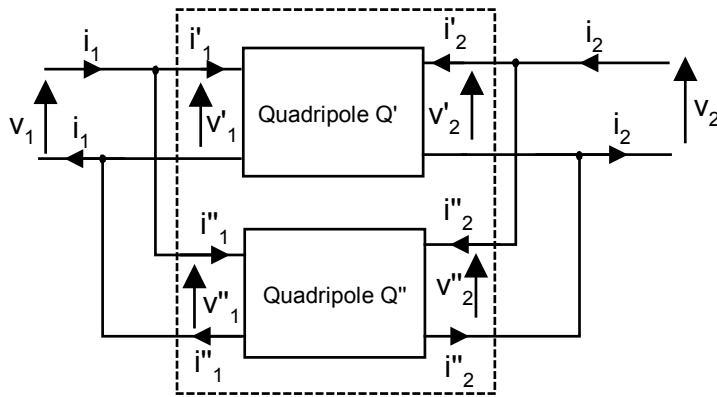 i₁ i'₁ i'₂ i₂
v₁ v'₁ Quadripole Q' v'₂ v₂
i₁ i₂
i"₁ i"₂
v"₁ Quadripole Q" v"₂
i"₁ i"₂